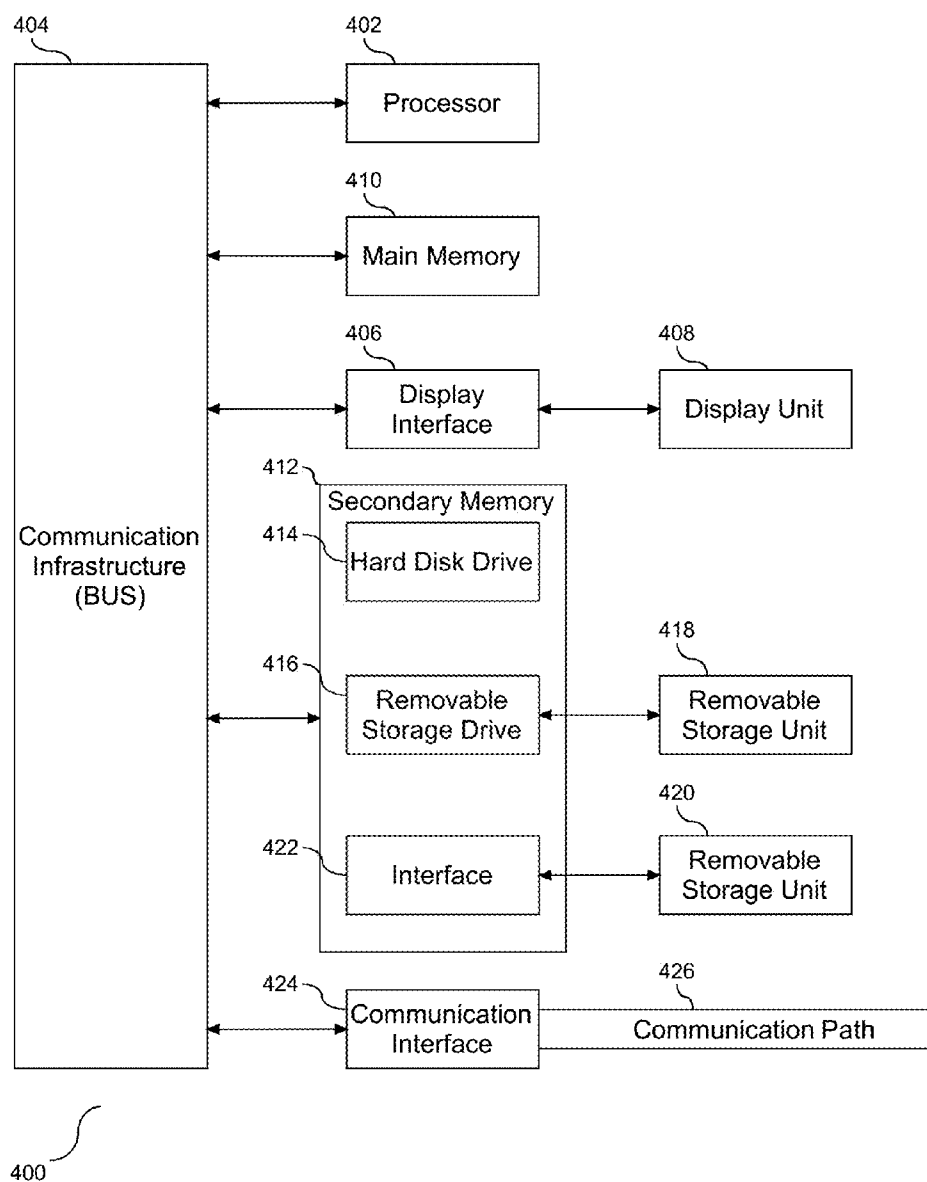 404
402
Processor
410
Main Memory
406
408
Display
Interface
Display Unit
412
Secondary Memory
414
Hard Disk Drive
Communication
Infrastructure
(BUS)
416
418
Removable
Storage Drive
Removable
Storage Unit
422
420
Interface
Removable
Storage Unit
424
426
Communication
Interface
Communication Path
400